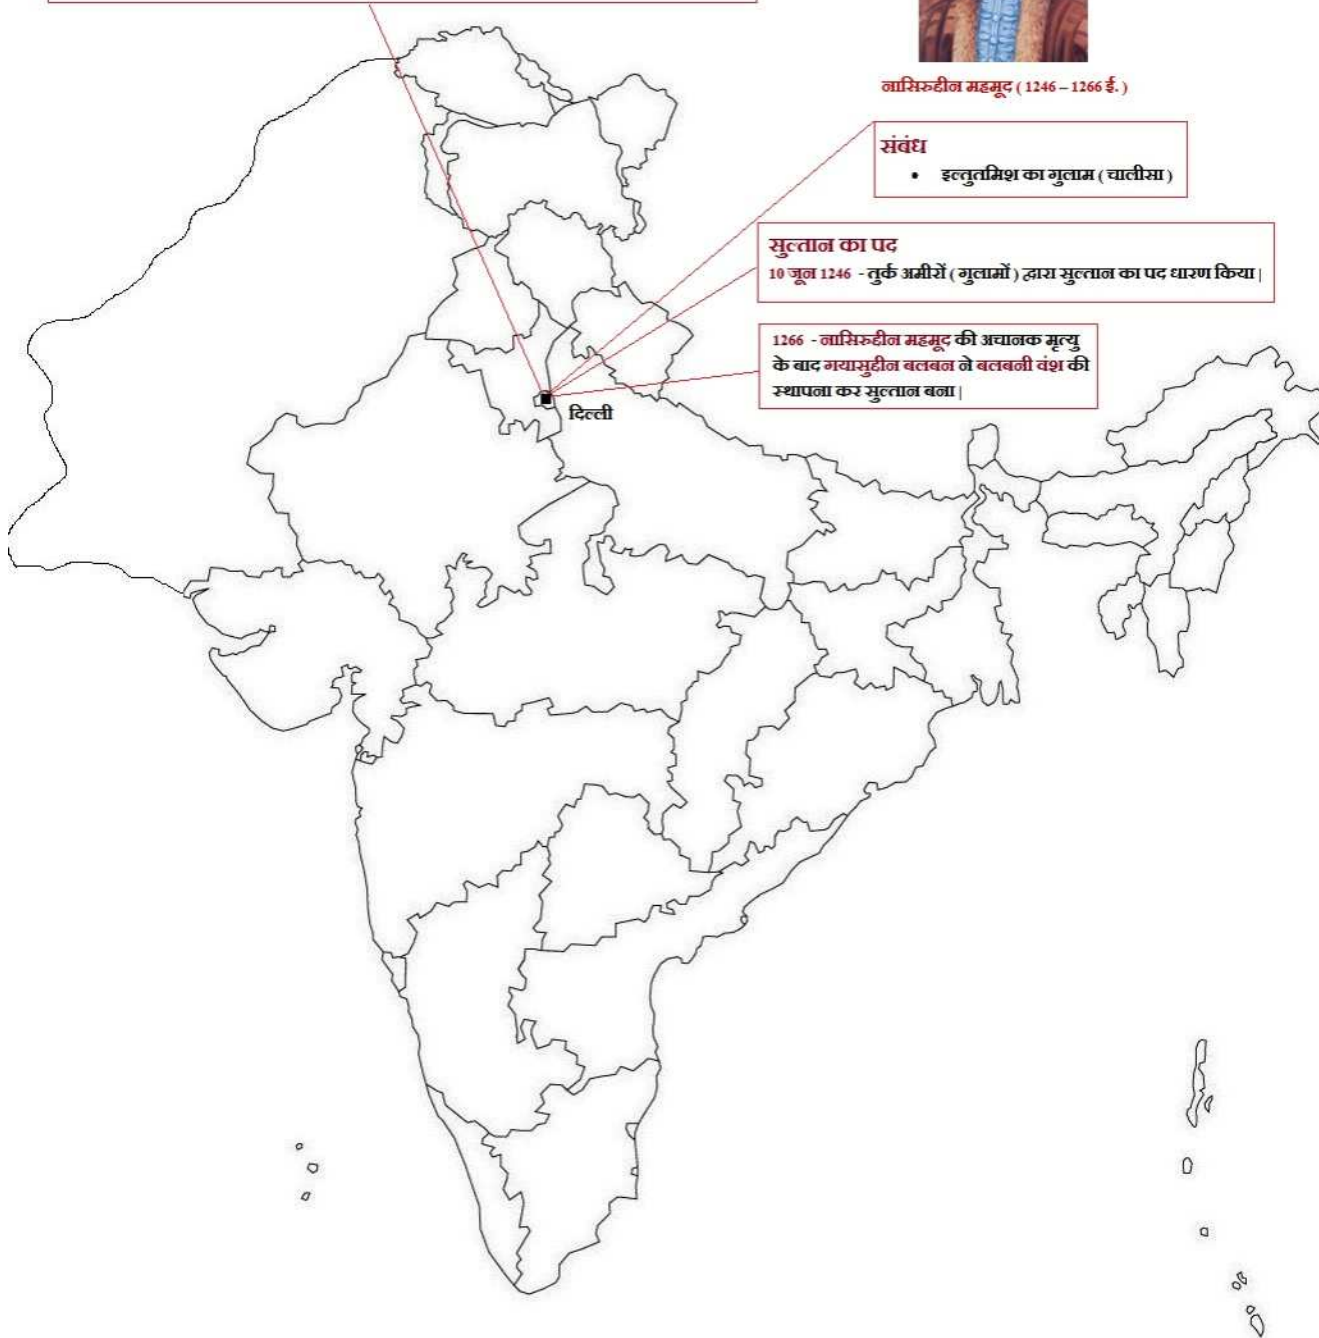 नासिरुद्दीन महमूद ( 1246 – 1266 ई. )
संबंध
• इल्तुतमिश का गुलाम ( चालीसा )
सुल्तान का पद
10 जून 1246 - तुर्क अमीरों ( गुलामों ) द्वारा सुल्तान का पद धारण किया |
1266 - नासिरुद्दीन महमूद की अचानक मृत्यु
के बाद गयासुद्दीन बलबन ने बलबनी वंश की
स्थापना कर सुल्तान बना |
दिल्ली